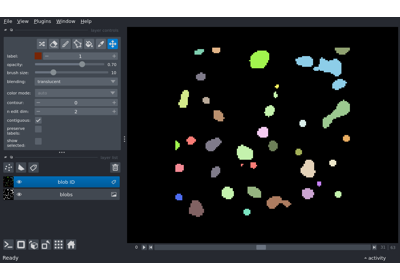 File View Plugins Window Help
label: 1
opacity: 0.70
brush size: 10
blending: translucent
color mode:
contour: 0
n edit dim: 2
contiguous:
preserve
labels:
show
selected:
blob ID
blobs
0
Ready
activity